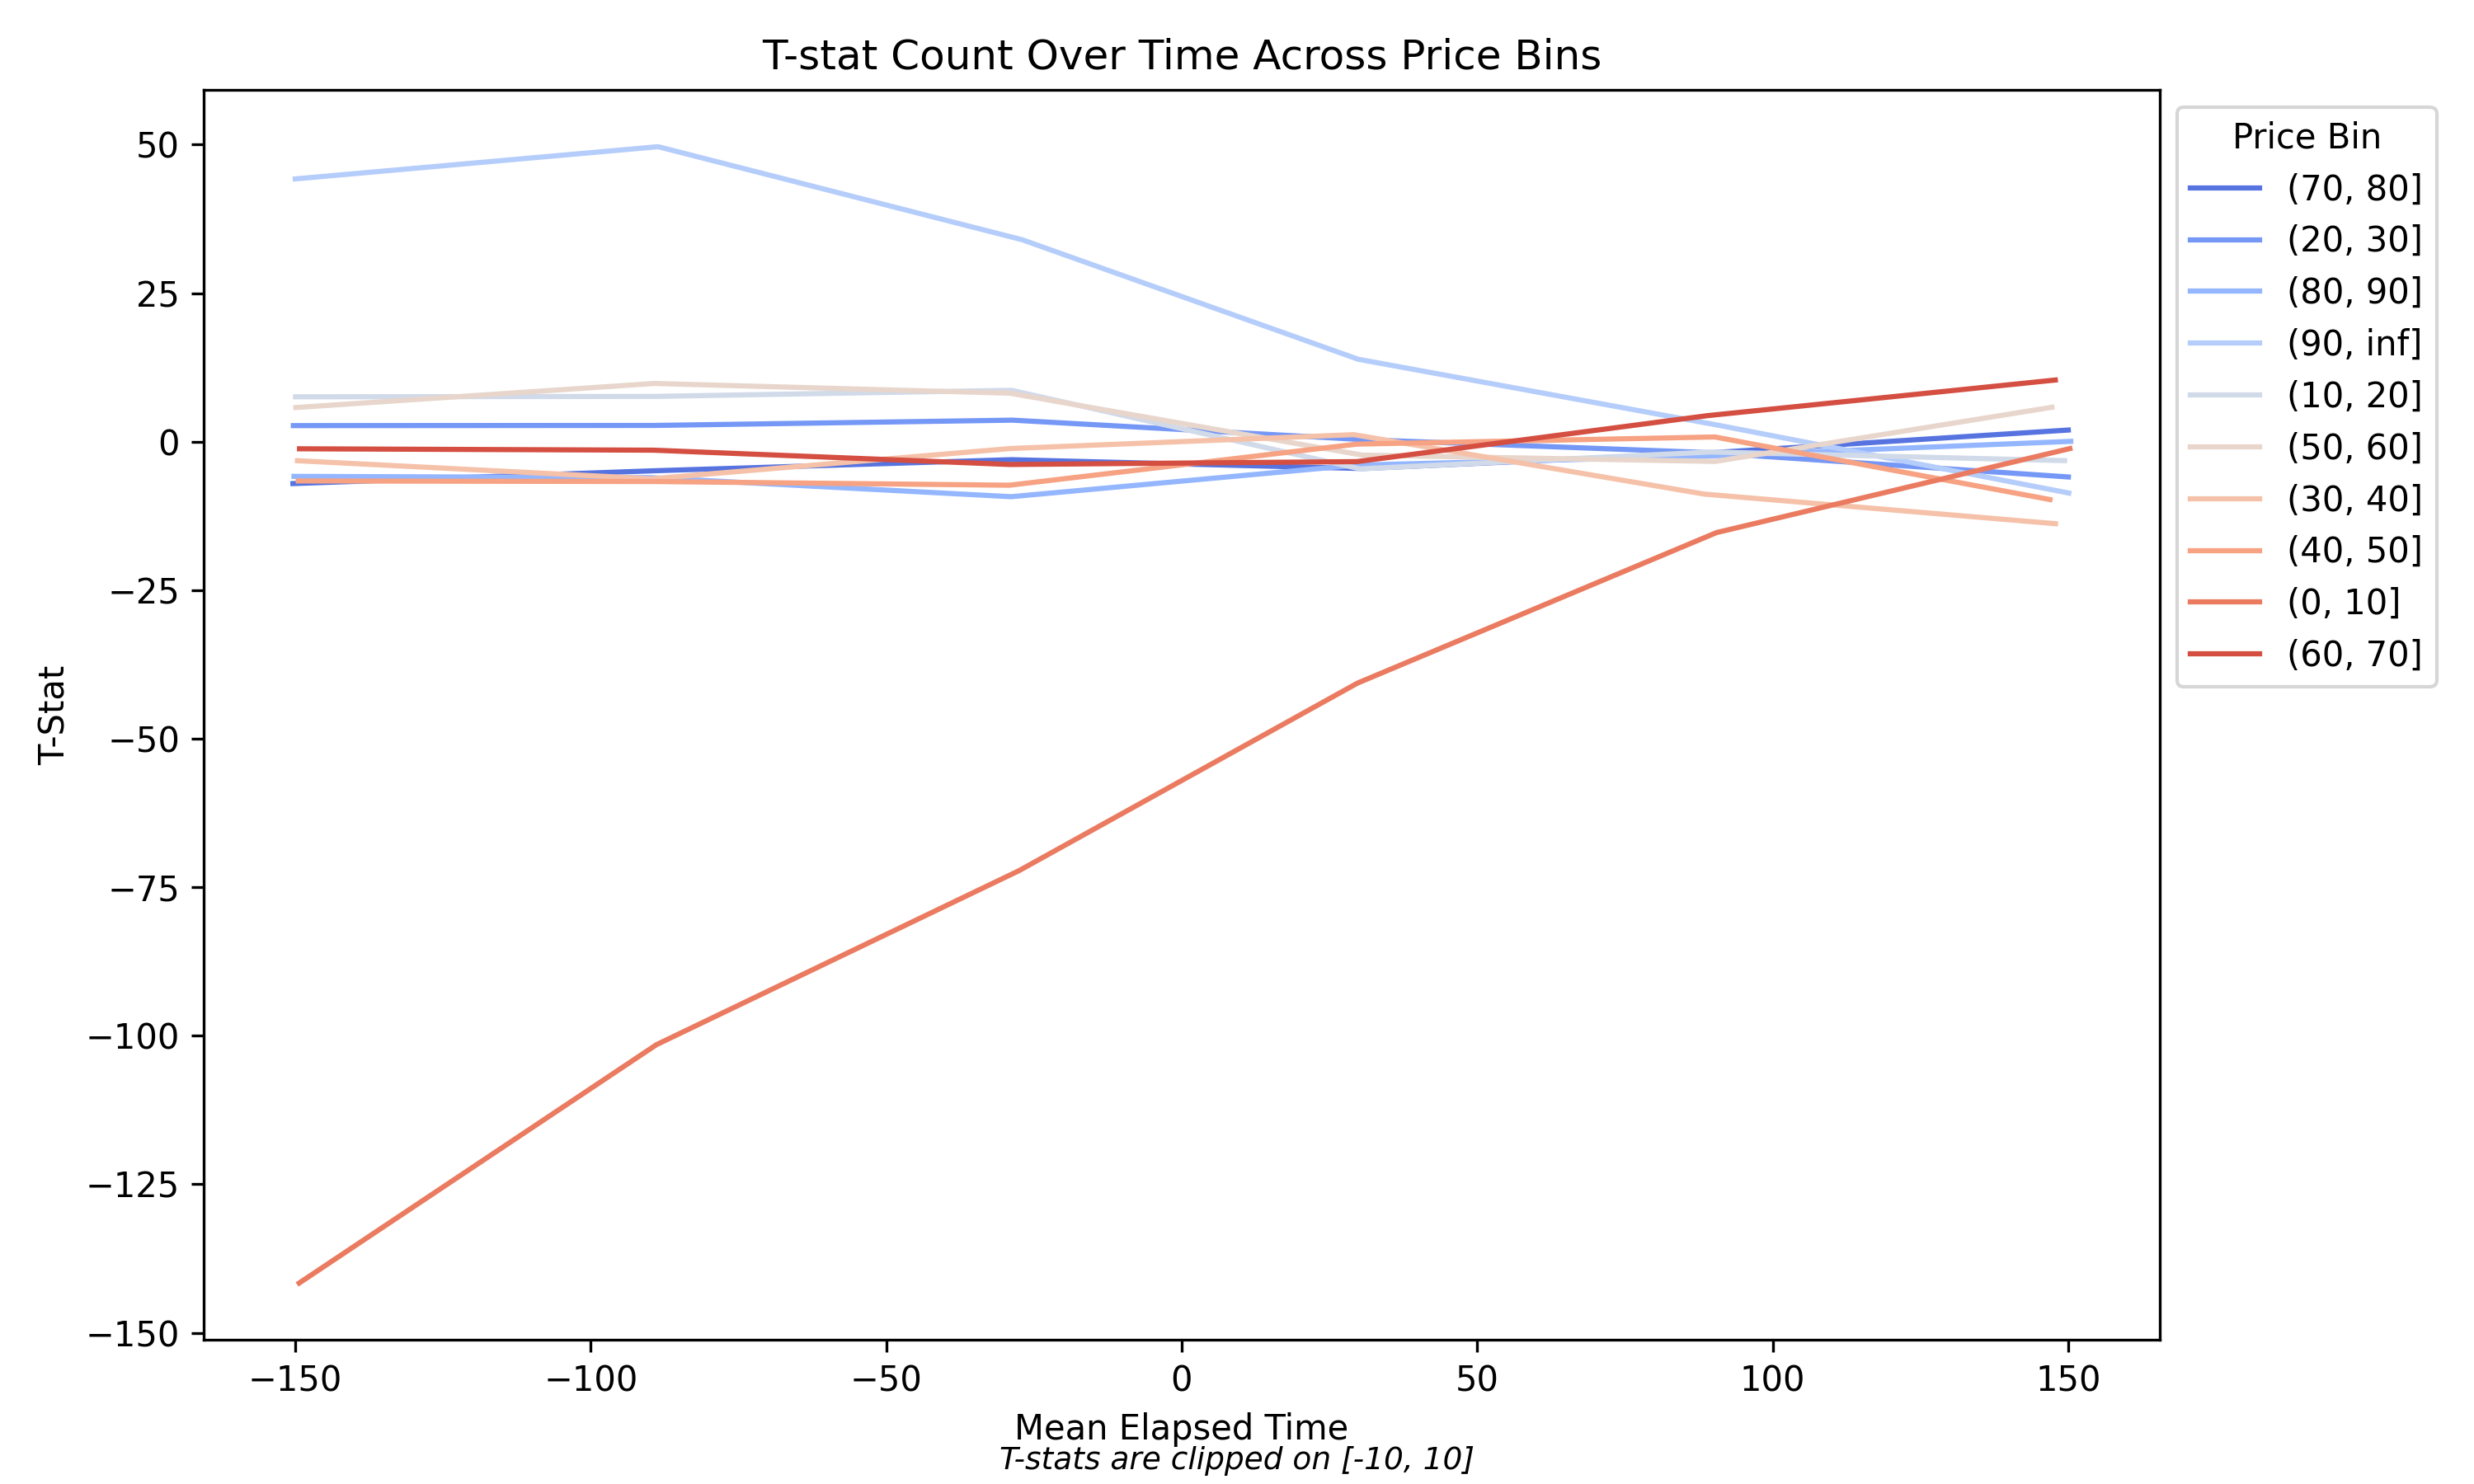 T-stat Count Over Time Across Price Bins
Price Bin
(70, 80]
(20, 30]
(80, 90]
(90, inf]
(10, 20]
(50, 60]
(30, 40]
(40, 50]
(0, 10]
(60, 70]
T-Stat
50
25
0
−25
−50
−75
−100
−125
−150
−150 −100 −50 0 50 100 150
Mean Elapsed Time
T-stats are clipped on [-10, 10]